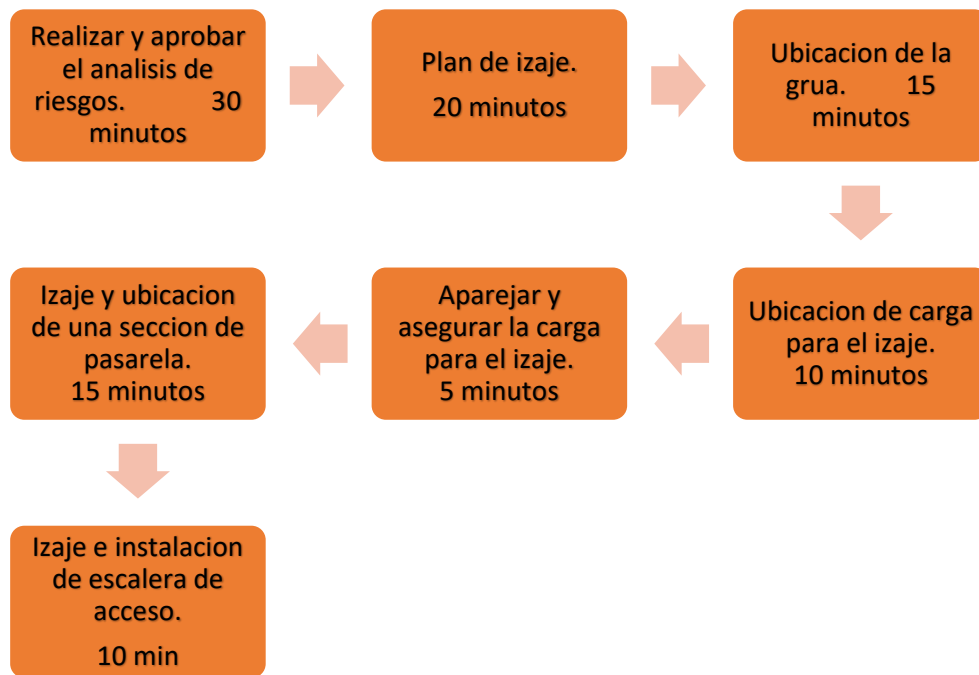 Realizar y aprobar
el analisis de
riesgos. 30
minutos
Plan de izaje.
20 minutos
Ubicacion de la
grua. 15
minutos
Ubicacion de carga
para el izaje.
10 minutos
Aparejar y
asegurar la carga
para el izaje.
5 minutos
Izaje y ubicacion
de una seccion de
pasarela.
15 minutos
Izaje e instalacion
de escalera de
acceso.
10 min